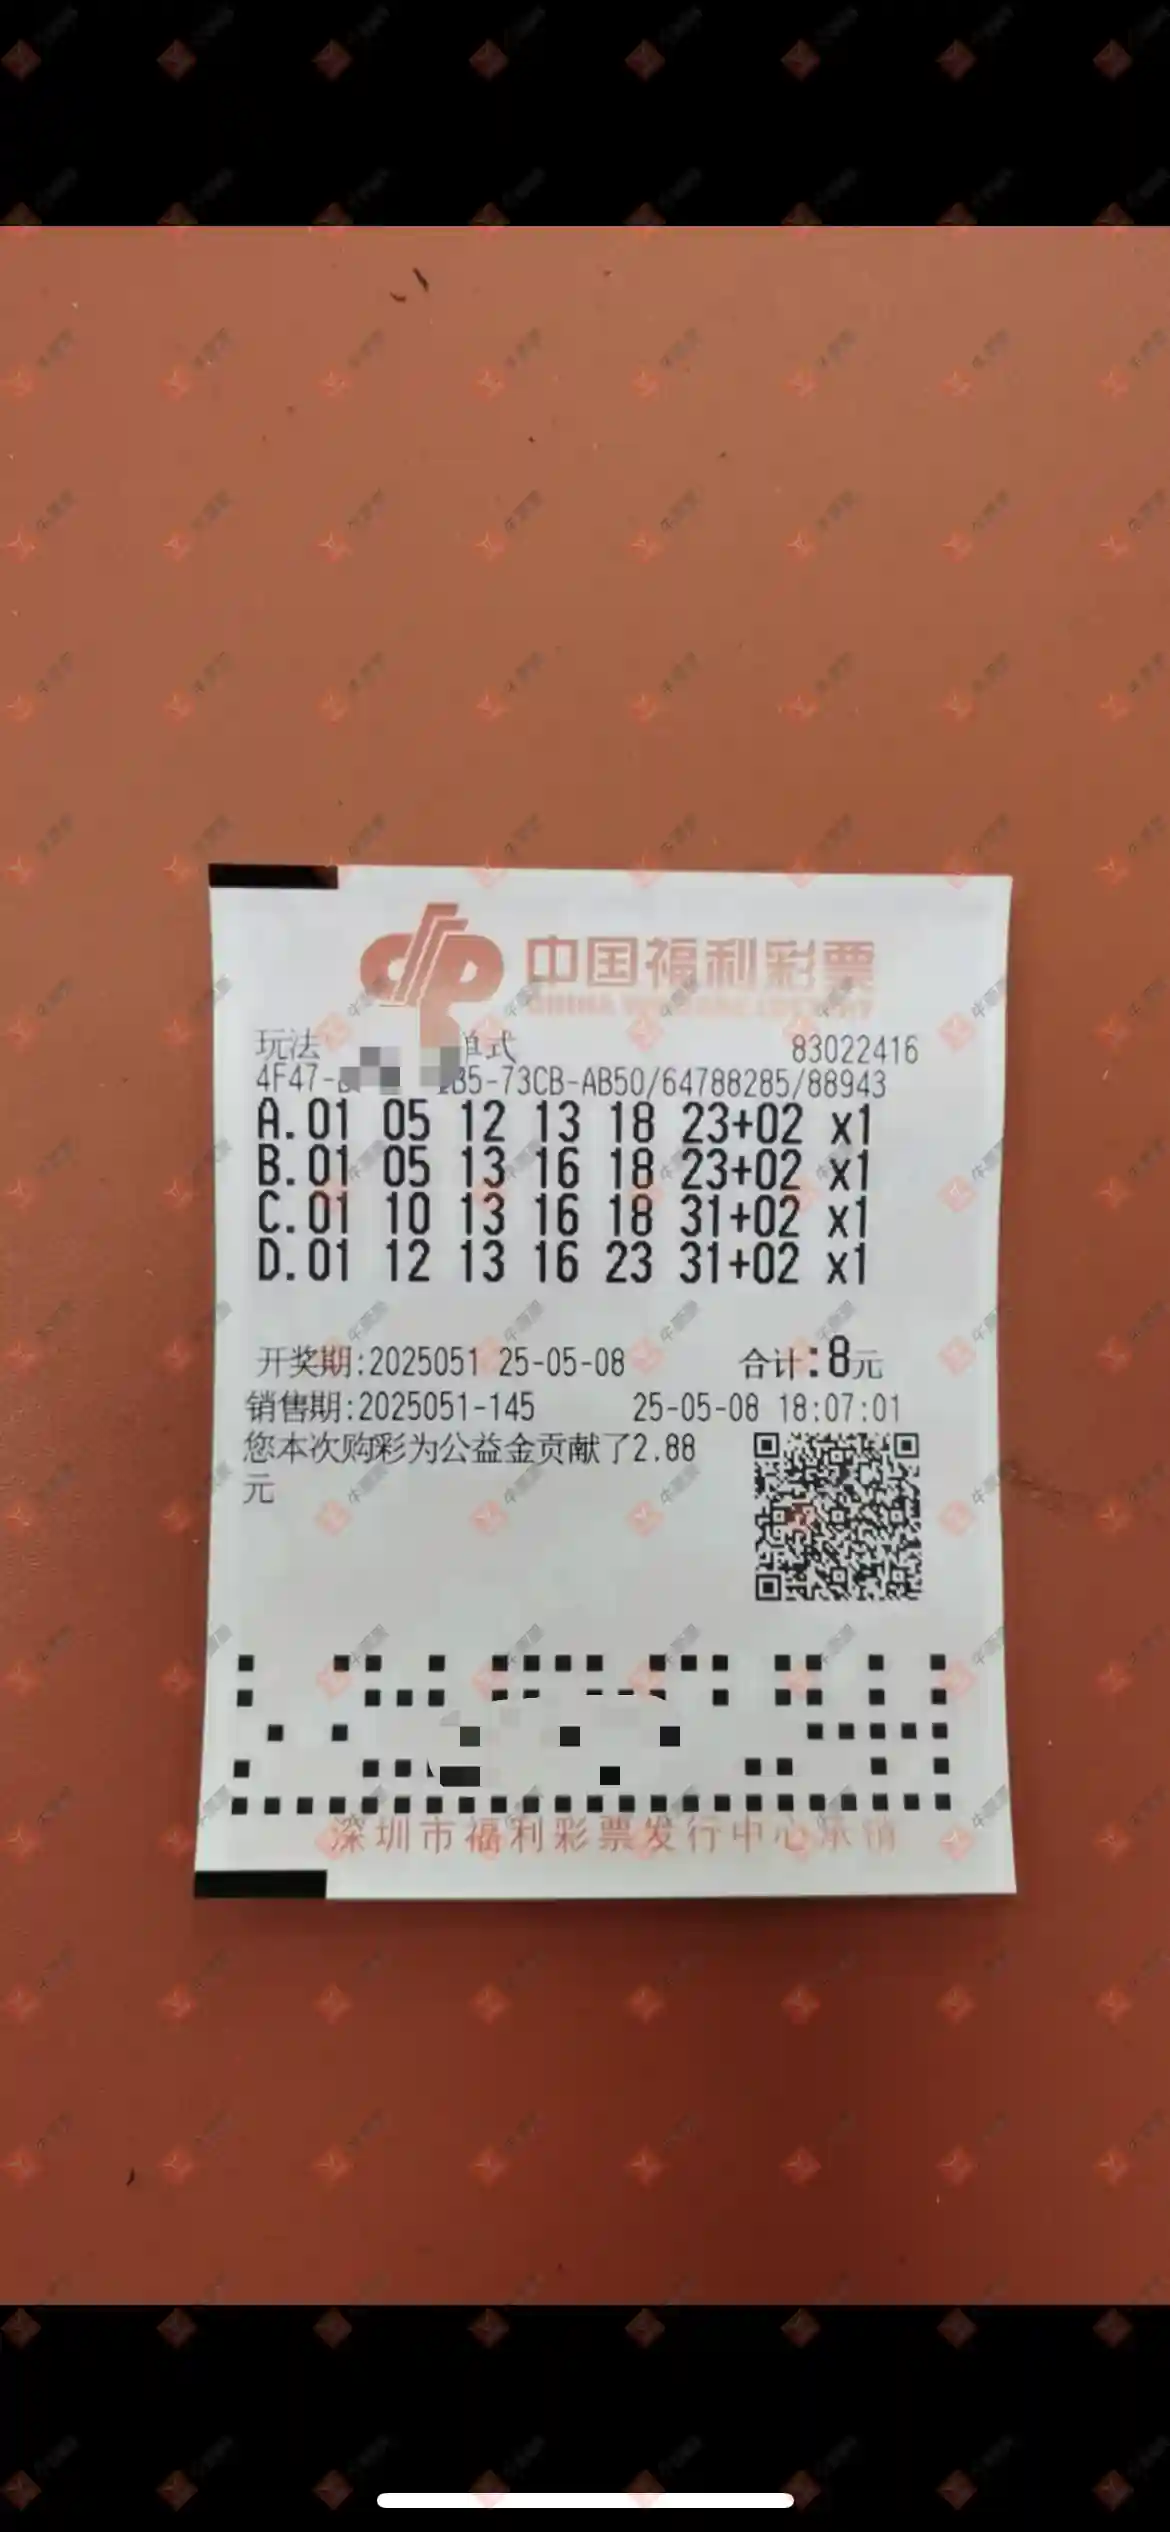 中国福利彩票
CHINA WELFARE LOTTERY
玩法 单式 83022416
4F47- B5-73CB-AB50/64788285/88943
A.01 05 12 13 18 23+02 x1
B.01 05 13 16 18 23+02 x1
C.01 10 13 16 18 31+02 x1
D.01 12 13 16 23 31+02 x1
开奖期:2025051 25-05-08 合计:8元
销售期:2025051-145 25-05-08 18:07:01
您本次购彩为公益金贡献了2.88
元
深圳市福利彩票发行中心承销